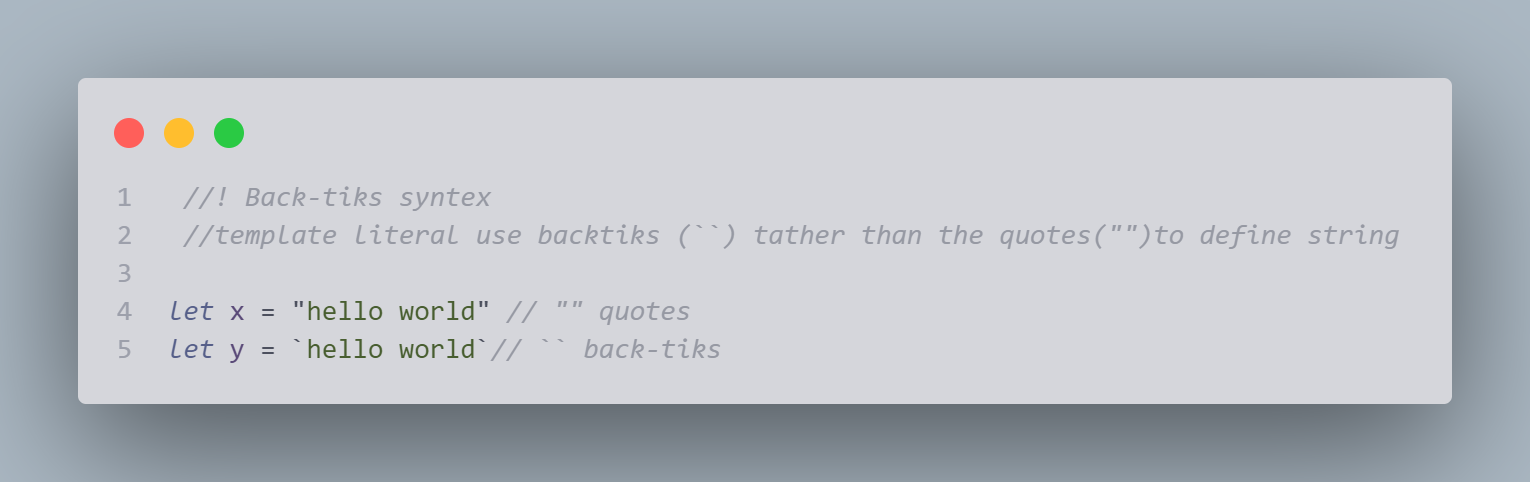 1 //! Back-tiks syntex
2 //template literal use backtiks (``) tather than the quotes("")to define string
3
4 let x = "hello world" // "" quotes
5 let y = `hello world`// `` back-tiks